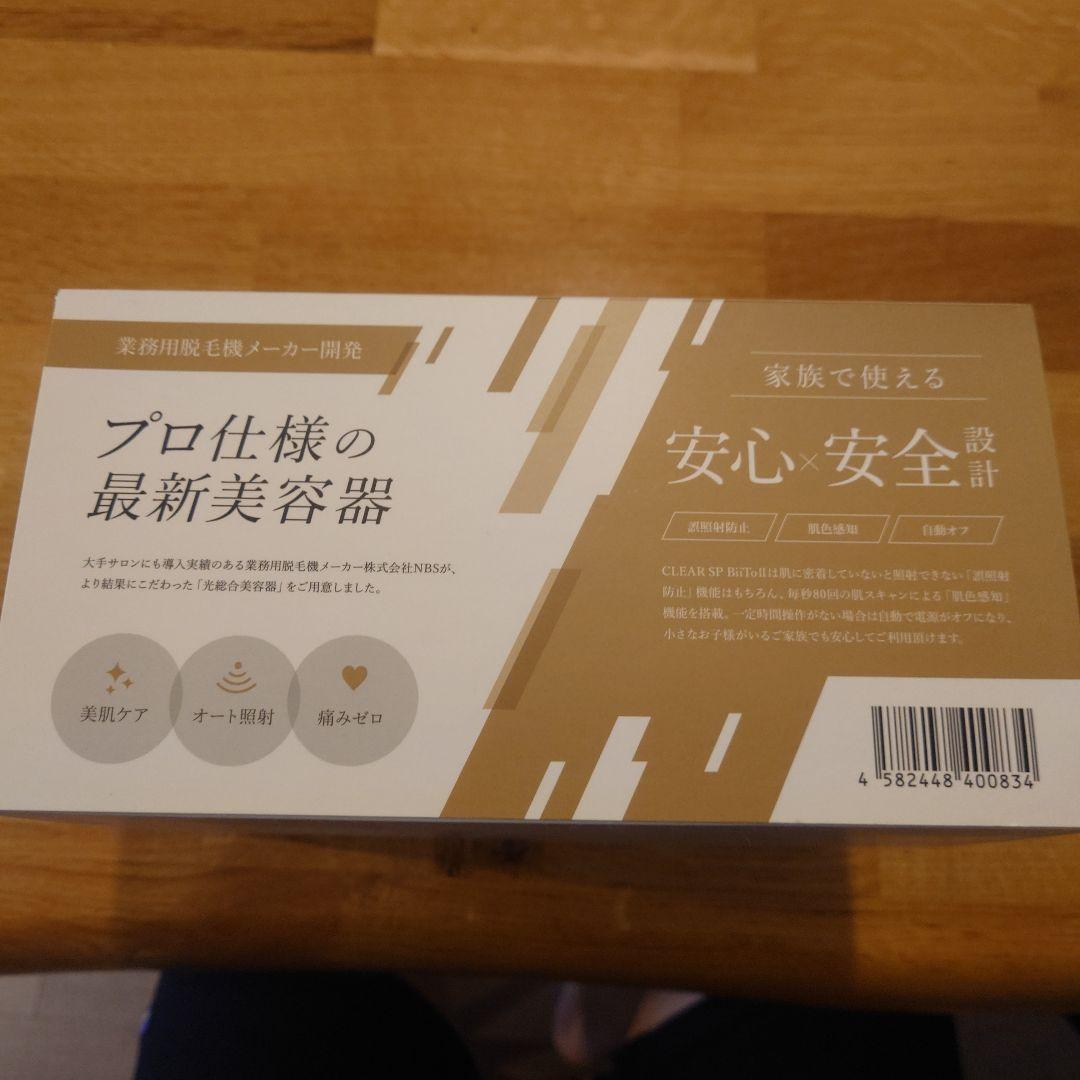 業務用脱毛機メーカー開発
プロ仕様の
最新美容器
大手サロンにも導入実績のある業務用脱毛機メーカー株式会社NBSが、
より結果にこだわった「光総合美容器」をご用意しました。
美肌ケア
オート照射
痛みゼロ
家族で使える
安心×安全設計
誤照射防止
肌色感知
自動オフ
CLEAR SP BiiToIIは肌に密着していないと照射できない「誤照射
防止」機能はもちろん、毎秒80回の肌スキャンによる「肌色感知」
機能を搭載。一定時間操作がない場合は自動で電源がオフになり、
小さなお子様がいるご家族でも安心してご利用頂けます。
4 582448 400834